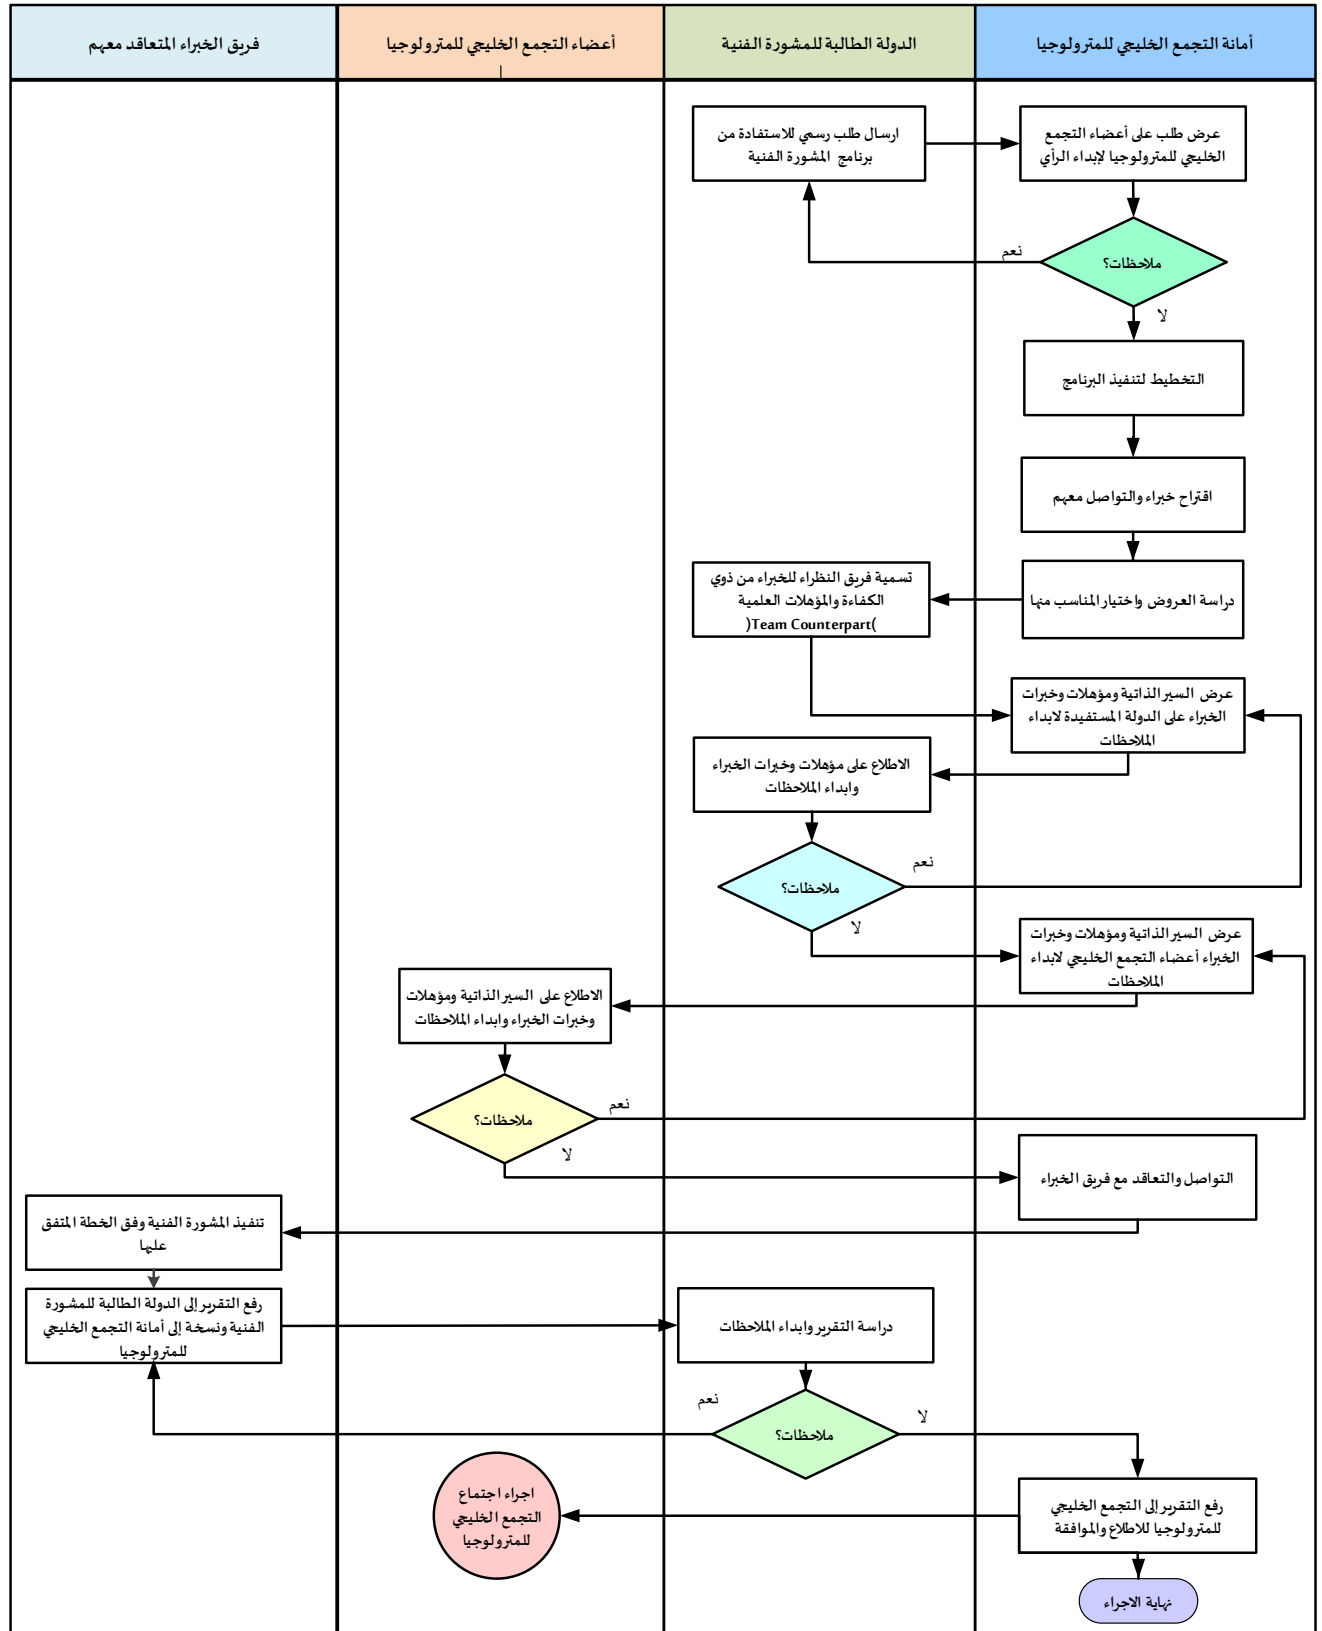 أمانة التجمع الخليجي للمترولوجيا
الدولة الطالبة للمشورة الفنية
أعضاء التجمع الخليجي للمترولوجيا
فريق الخبراء المتعاقد معهم
ارسال طلب رسمي للاستفادة من
برنامج المشورة الفنية
عرض طلب على أعضاء التجمع
الخليجي للمترولوجيا لإبداء الرأي
ملاحظات؟
نعم
لا
التخطيط لتنفيذ البرنامج
اقتراح خبراء والتواصل معهم
دراسة العروض واختيار المناسب منها
تسمية فريق النظراء للخبراء من ذوي
الكفاءة والمؤهلات العلمية
)Team Counterpart(
عرض السير الذاتية ومؤهلات وخبرات
الخبراء على الدولة المستفيدة لابداء
الملاحظات
الاطلاع على مؤهلات وخبرات الخبراء
وابداء الملاحظات
ملاحظات؟
نعم
لا
عرض السير الذاتية ومؤهلات وخبرات
الخبراء أعضاء التجمع الخليجي لابداء
الملاحظات
الاطلاع على السير الذاتية ومؤهلات
وخبرات الخبراء وابداء الملاحظات
ملاحظات؟
نعم
لا
التواصل والتعاقد مع فريق الخبراء
تنفيذ المشورة الفنية وفق الخطة المتفق
عليها
رفع التقرير إلى الدولة الطالبة للمشورة
الفنية ونسخة إلى أمانة التجمع الخليجي
للمترولوجيا
دراسة التقرير وابداء الملاحظات
ملاحظات؟
نعم
لا
رفع التقرير إلى التجمع الخليجي
للمترولوجيا للاطلاع والموافقة
اجراء اجتماع
التجمع الخليجي
للمترولوجيا
نهاية الاجراء